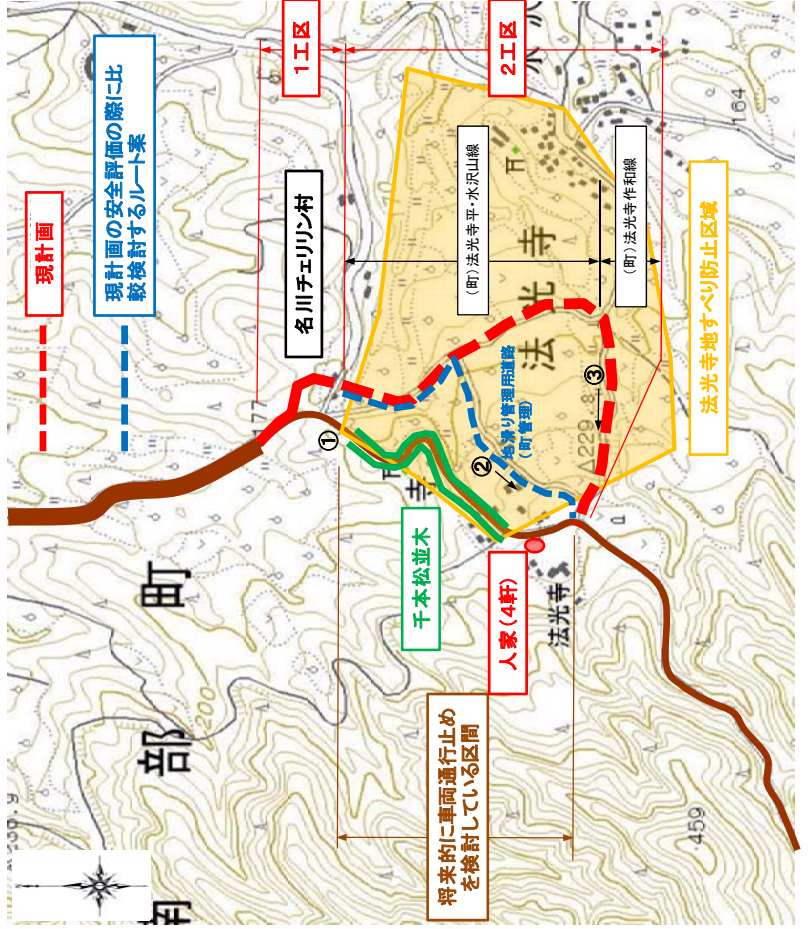 現計画
現計画の安全評価の際に比
較検討するルート案
1工区
2工区
名川チェリリン村
(町)法光寺平・水沢山線
(町)法光寺作和線
法光寺地すべり防止区域
地滑り管理用道路
(町管理)
①
②
③
千本松並木
人家(4軒)
法光寺
将来的に車両通行止め
を検討している区間
法光寺
南部町
寺
水沢
177
164
229.8
200
459